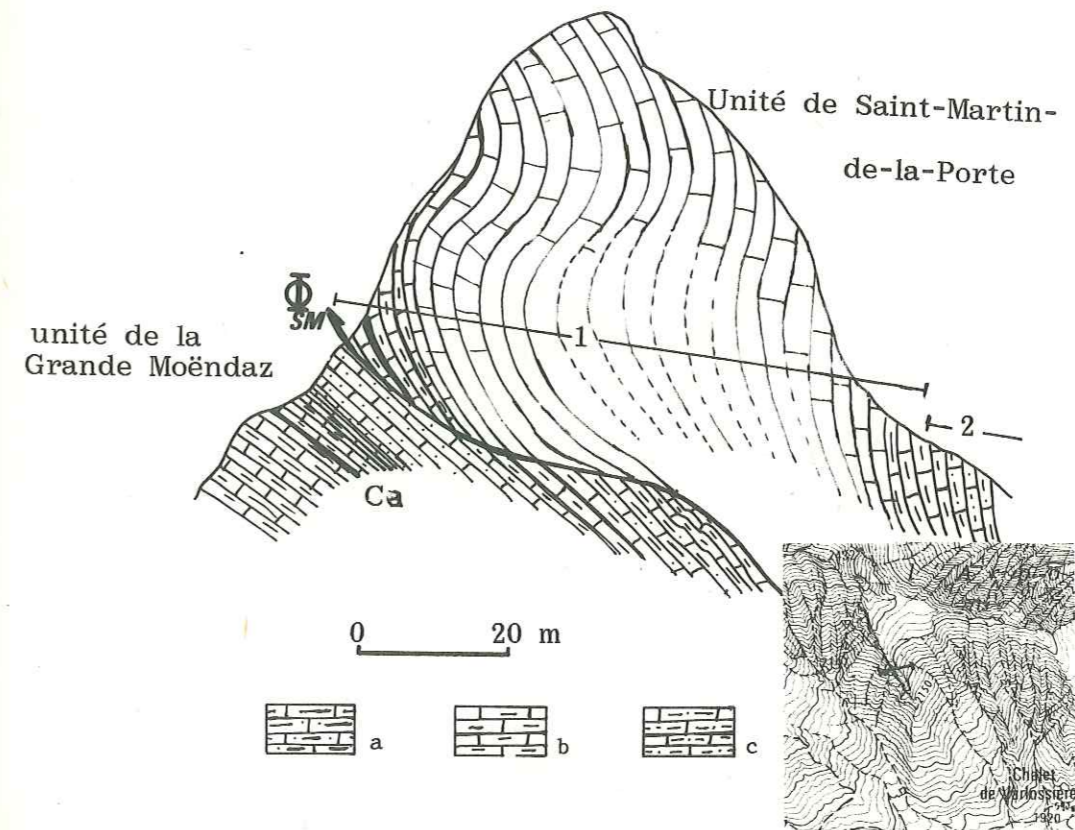 Unité de Saint-Martin-
de-la-Porte
Φ
SM
unité de la
Grande Moëndaz
1
2
Ca
0 20 m
a b c
Chalet
de Varlossière
1920